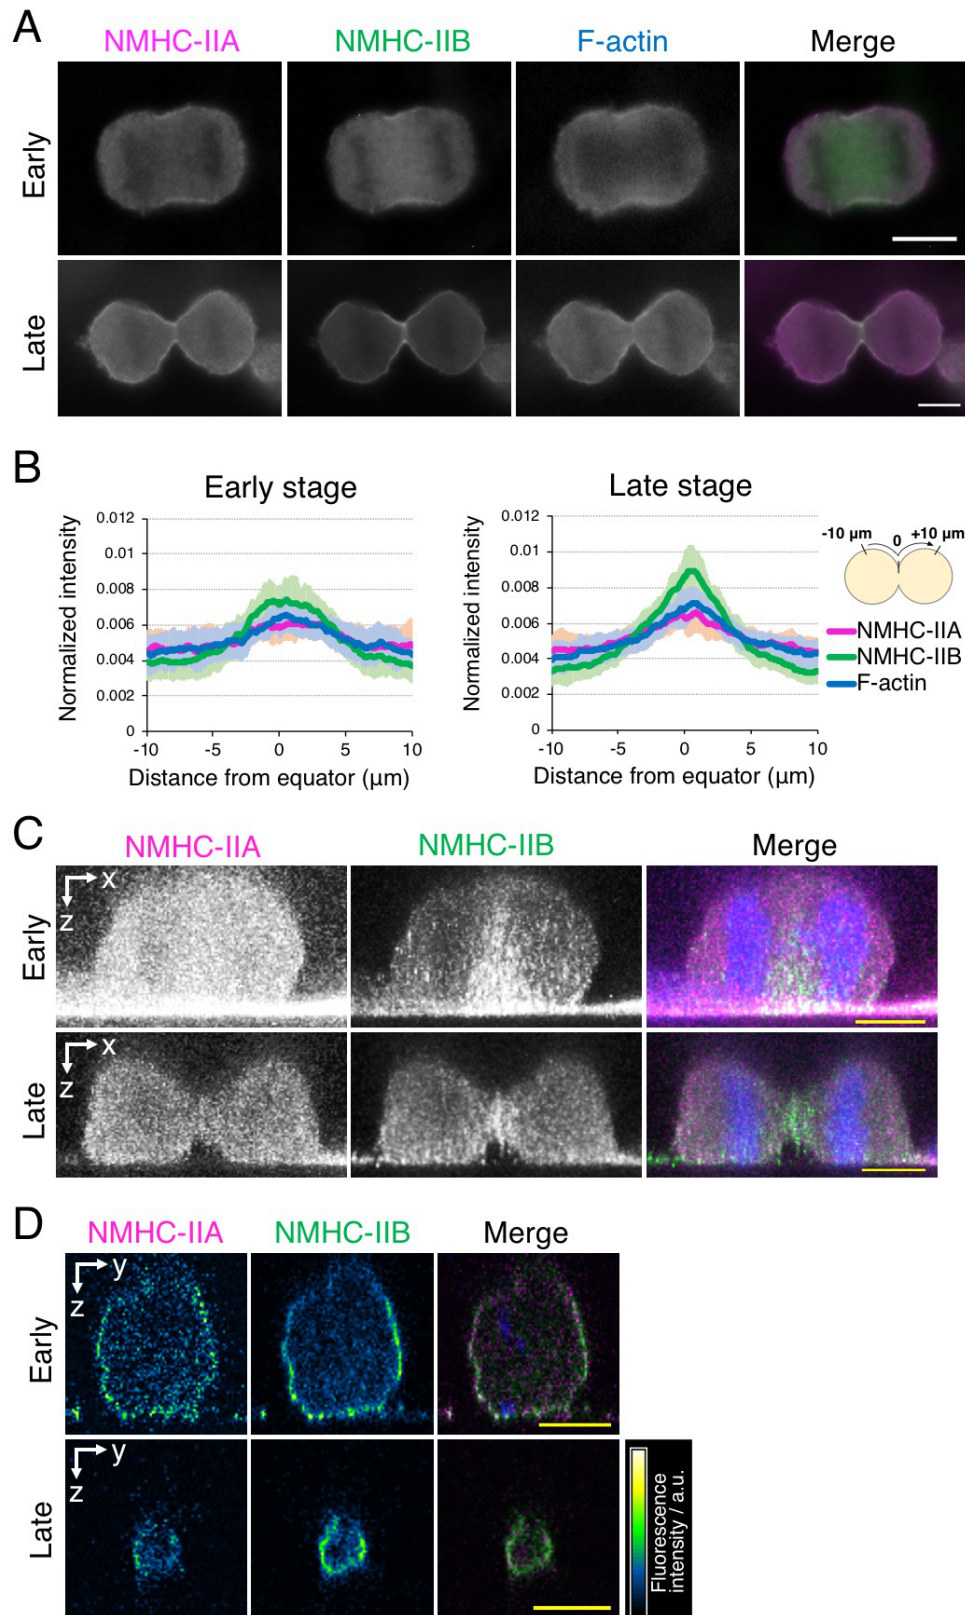 A
NMHC-IIA NMHC-IIB F-actin Merge
Early
Late
B
Early stage
Late stage
Normalized intensity
0.012
0.01
0.008
0.006
0.004
0.002
0
-10 -5 0 5 10
Distance from equator (μm)
Normalized intensity
0.012
0.01
0.008
0.006
0.004
0.002
0
-10 -5 0 5 10
Distance from equator (μm)
-10 μm 0 +10 μm
NMHC-IIA
NMHC-IIB
F-actin
C
NMHC-IIA NMHC-IIB Merge
Early
x
z
Late
x
z
D
NMHC-IIA NMHC-IIB Merge
Early
y
z
Late
y
z
Fluorescence
intensity / a.u.